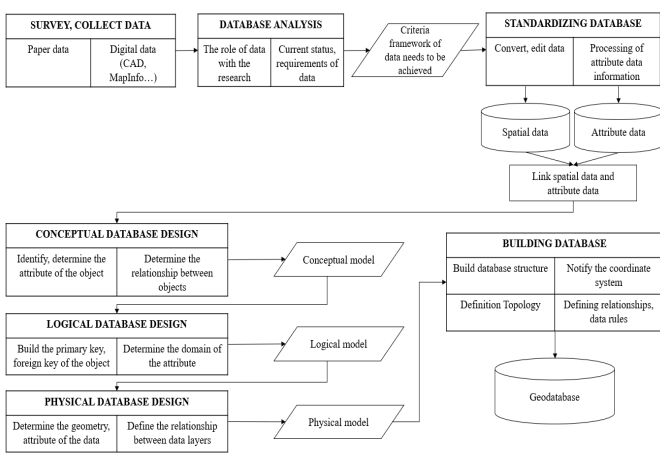 SURVEY, COLLECT DATA
Paper data
Digital data
(CAD,
MapInfo…)
DATABASE ANALYSIS
The role of data
with the
research
Current status,
requirements of
data
Criteria
framework of
data needs to be
achieved
STANDARDIZING DATABASE
Convert, edit data
Processing of
attribute data
information
Spatial data
Attribute data
Link spatial data and
attribute data
CONCEPTUAL DATABASE DESIGN
Identify, determine the
attribute of the object
Determine the
relationship between
objects
Conceptual model
LOGICAL DATABASE DESIGN
Build the primary key,
foreign key of the object
Determine the domain of
the attribute
Logical model
PHYSICAL DATABASE DESIGN
Determine the geometry,
attribute of the data
Define the relationship
between data layers
Physical model
BUILDING DATABASE
Build database structure
Notify the coordinate
system
Definition Topology
Defining relationships,
data rules
Geodatabase